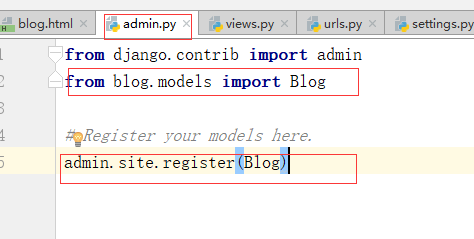 blog.html admin.py views.py urls.py settings.py
1 from django.contrib import admin
2 from blog.models import Blog
4 # Register your models here.
5 admin.site.register(Blog)